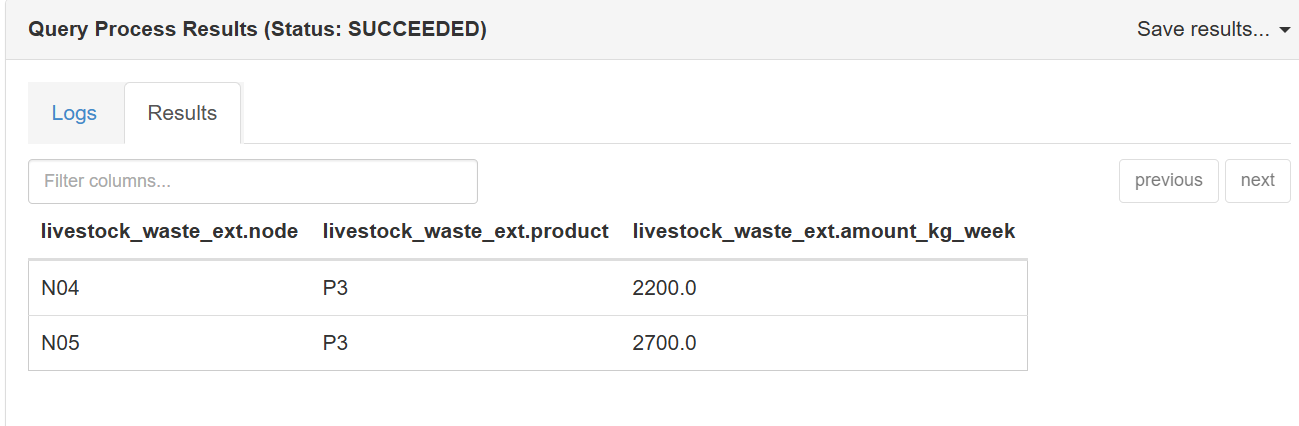 Query Process Results (Status: SUCCEEDED) Save results...
Logs Results
Filter columns... previous next
livestock_waste_ext.node livestock_waste_ext.product livestock_waste_ext.amount_kg_week
N04 P3 2200.0
N05 P3 2700.0